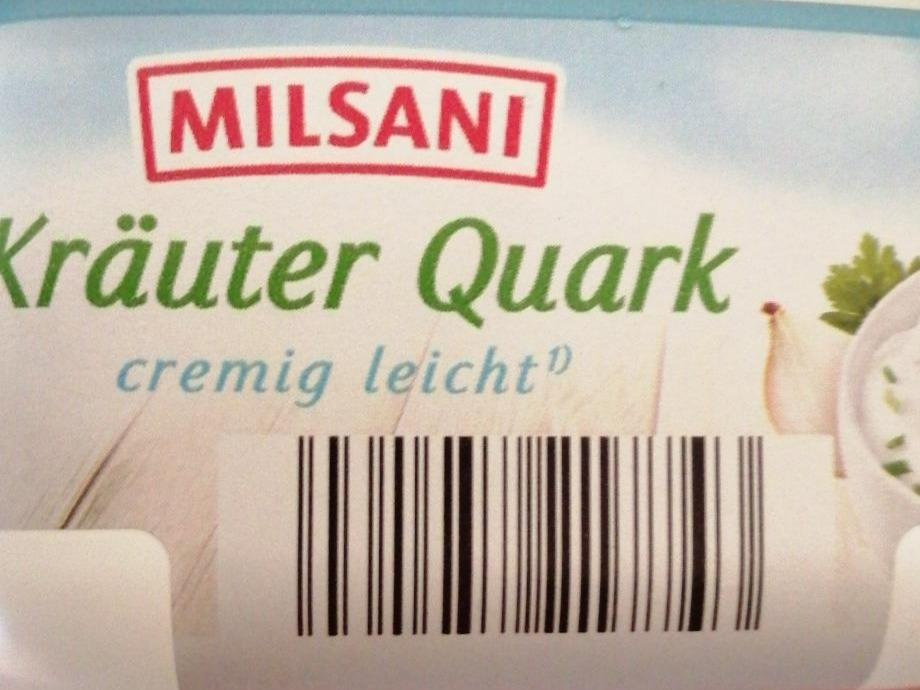 MILSANI
Kräuter Quark
cremig leicht¹⁾